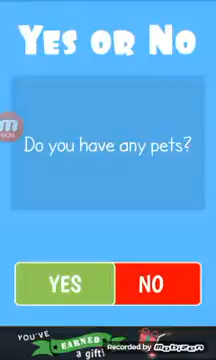 YES OR NO
Do you have any pets?
YES
NO
YOU'VE
EARNED
a gift!
Recorded by Mobizen